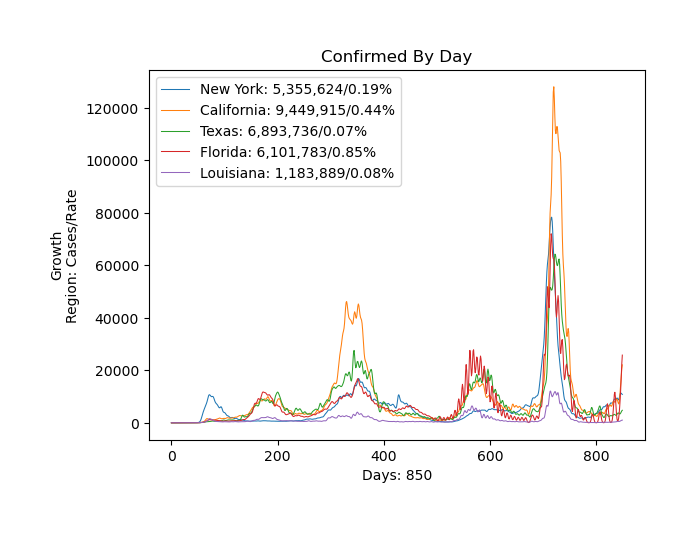 Confirmed By Day
New York: 5,355,624/0.19%
California: 9,449,915/0.44%
Texas: 6,893,736/0.07%
Florida: 6,101,783/0.85%
Louisiana: 1,183,889/0.08%
Growth
Region: Cases/Rate
120000
100000
80000
60000
40000
20000
0
0 200 400 600 800
Days: 850